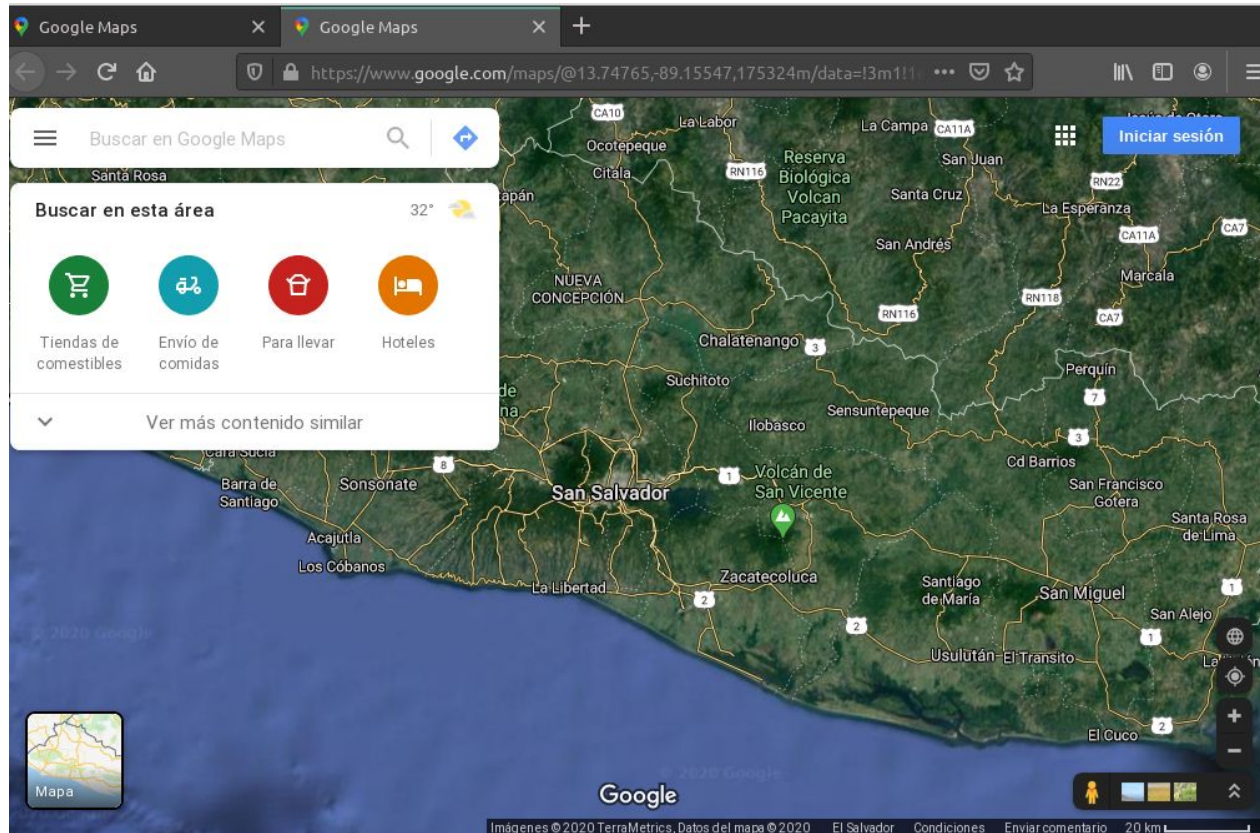 Google Maps
Google Maps
https://www.google.com/maps/@13.74765,-89.15547,175324m/data=!3m1!1
Buscar en Google Maps
Iniciar sesión
Buscar en esta área
32°
Tiendas de
comestibles
Envío de
comidas
Para llevar
Hoteles
Ver más contenido similar
Santa Rosa
CA10
La Labor
La Campa
CA11A
Ocotepeque
Citala
RN116
Reserva
Biológica
Volcan
Pacayita
San Juan
Santa Cruz
RN22
La Esperanza
CA11A
CA7
San Andrés
Marcala
NUEVA
CONCEPCIÓN
RN118
RN116
CA7
Chalatenango
3
Perquín
7
Suchitoto
Sensuntepeque
Ilobasco
3
Cd Barrios
Cara Sucia
8
Barra de
Santiago
Sonsonate
San Salvador
1
Volcán de
San Vicente
San Francisco
Gotera
Santa Rosa
de Lima
Acajutla
Los Cóbanos
La Libertad
Zacatecoluca
2
Santiago
de María
San Miguel
1
San Alejo
2
1
Usulután
El Transito
El Cuco
2
© 2020 Google
© 2020 Google
Mapa
Google
Imágenes ©2020 TerraMetrics, Datos del mapa ©2020 El Salvador Condiciones Enviar comentario 20 km